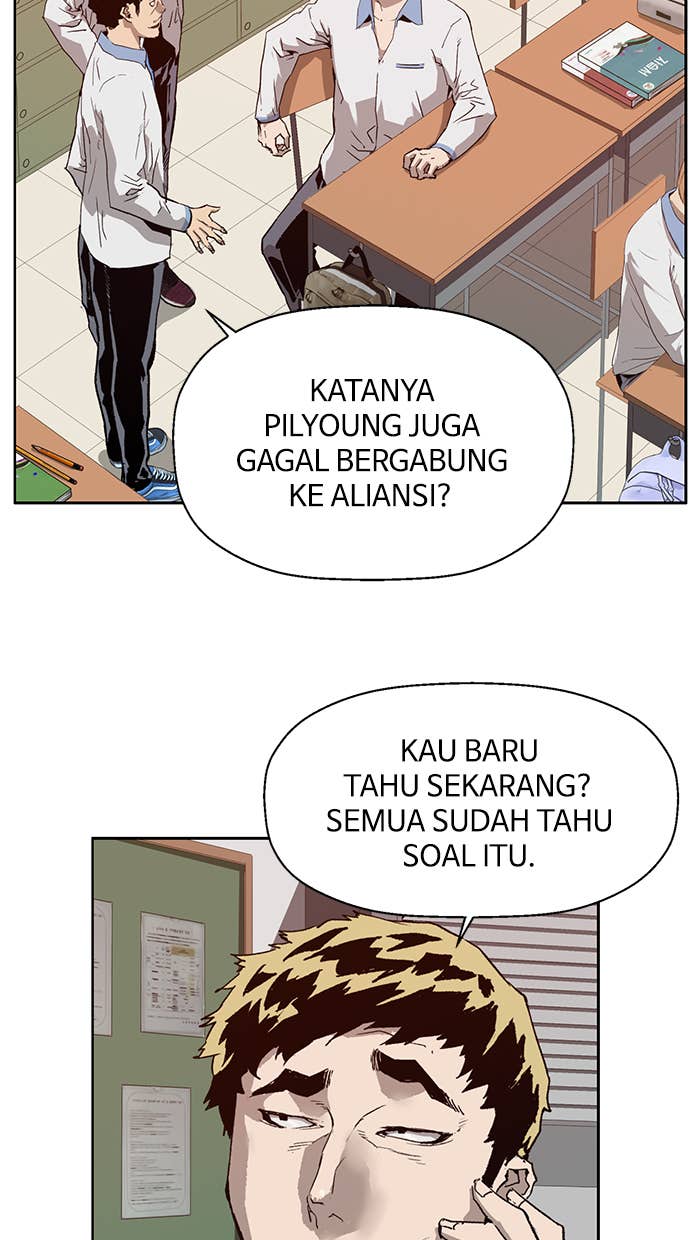 KATANYA
PILYOUNG JUGA
GAGAL BERGABUNG
KE ALIANSI?
KAU BARU
TAHU SEKARANG?
SEMUA SUDAH TAHU
SOAL ITU.